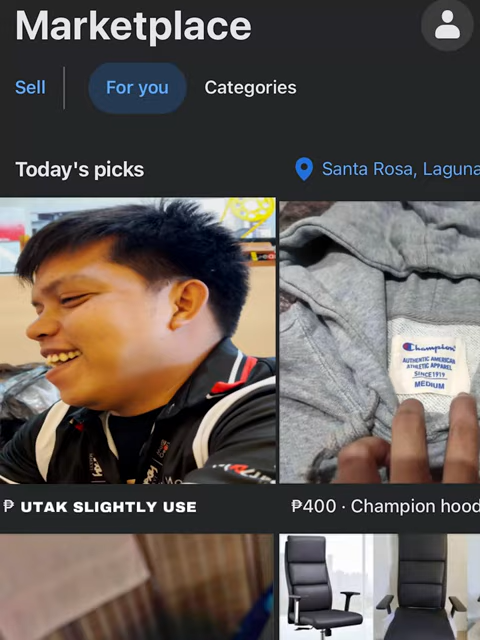 Marketplace
Sell
For you
Categories
Today's picks
Santa Rosa, Laguna
Champion
AUTHENTIC AMERICAN
ATHLETIC APPAREL
SINCE 1919
MEDIUM
₱ UTAK SLIGHTLY USE
₱400 · Champion hood